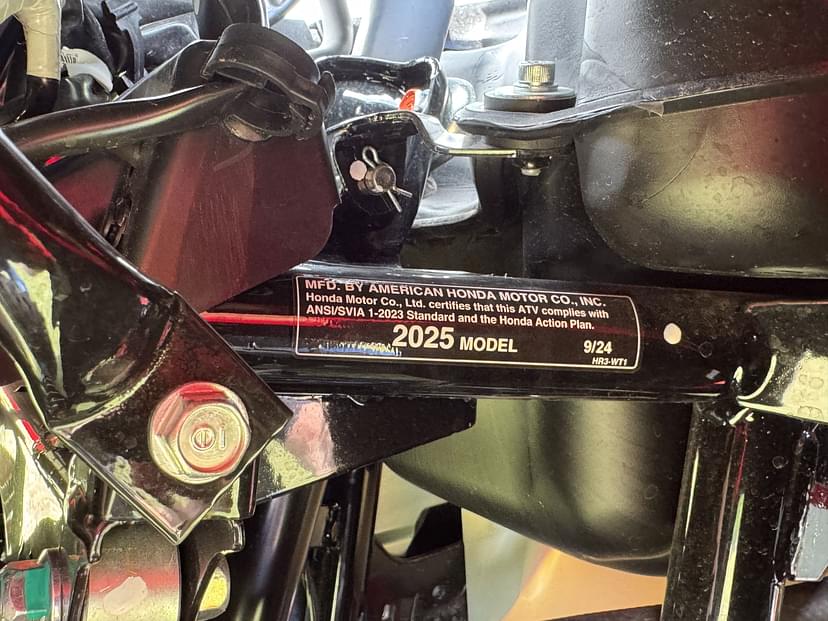 MFD. BY AMERICAN HONDA MOTOR CO., INC.
Honda Motor Co., Ltd. certifies that this ATV complies with
ANSI/SVIA 1-2023 Standard and the Honda Action Plan.
2025 MODEL 9/24
HR3-WT1